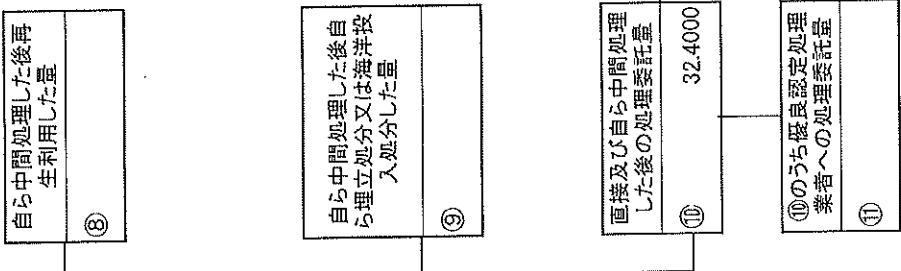 自ら中間処理した後再
生利用した量
⑧
自ら中間処理した後自
ら埋立処分又は海洋投
入処分した量
⑨
直接及び自ら中間処理
した後の処理委託量
⑩ 32.4000
⑩のうち優良認定処理
業者への処理委託量
⑪